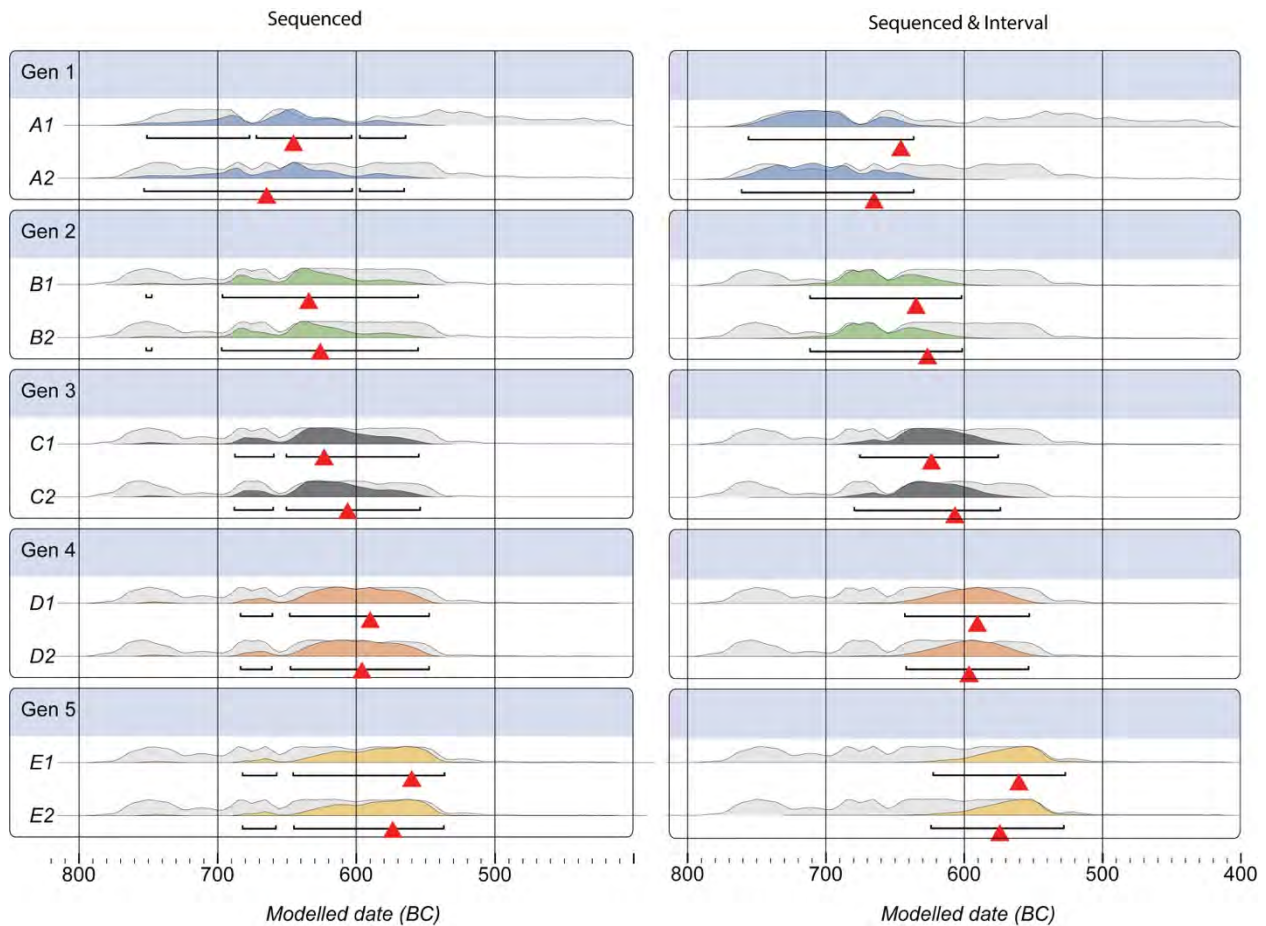 Sequenced
Gen 1
A1
A2
Gen 2
B1
B2
Gen 3
C1
C2
Gen 4
D1
D2
Gen 5
E1
E2
800 700 600 500
Modelled date (BC)
Sequenced & Interval
800 700 600 500 400
Modelled date (BC)